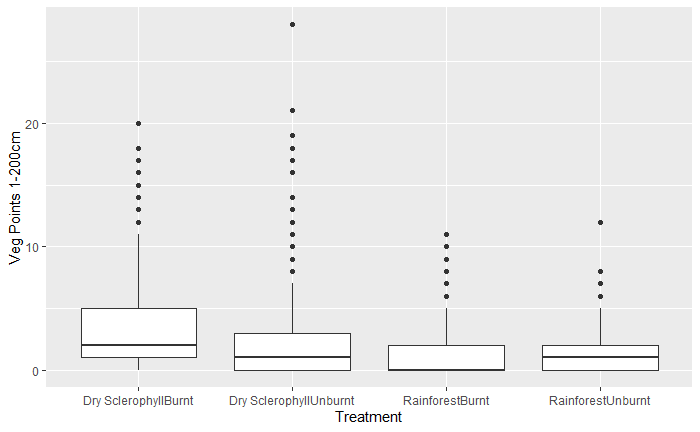 Veg Points 1-200cm
20
10
0
Dry SclerophyllBurnt
Dry SclerophyllUnburnt
RainforestBurnt
RainforestUnburnt
Treatment